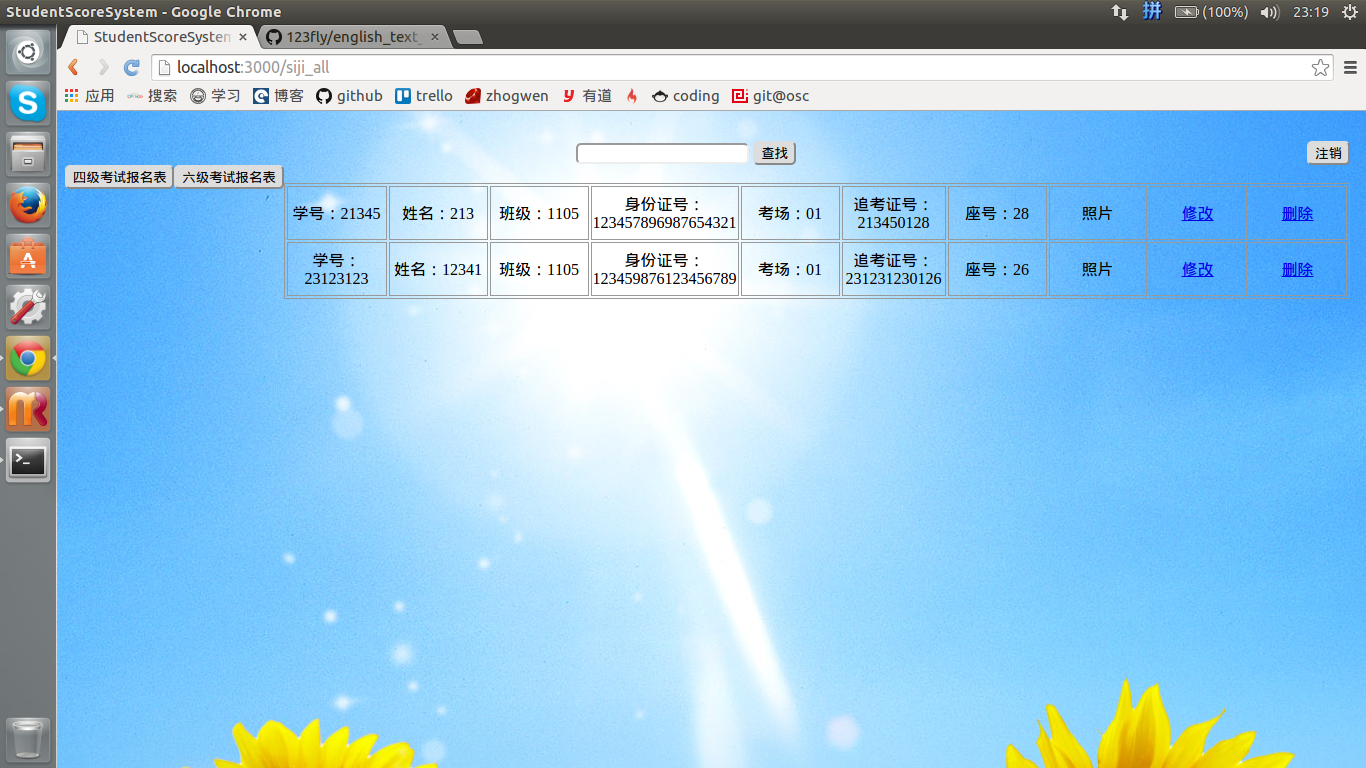 StudentScoreSystem - Google Chrome
拼 (100%) 23:19
StudentScoreSystem × 123fly/english_text_ ×
localhost:3000/siji_all
应用 搜索 学习 博客 github trello zhogwen 有道 coding git@osc
查找 注销
四级考试报名表 六级考试报名表
学号：21345 姓名：213 班级：1105 身份证号：
123457896987654321 考场：01 追考证号：
213450128 座号：28 照片 修改 删除
学号：
23123123 姓名：12341 班级：1105 身份证号：
123459876123456789 考场：01 追考证号：
231231230126 座号：26 照片 修改 删除